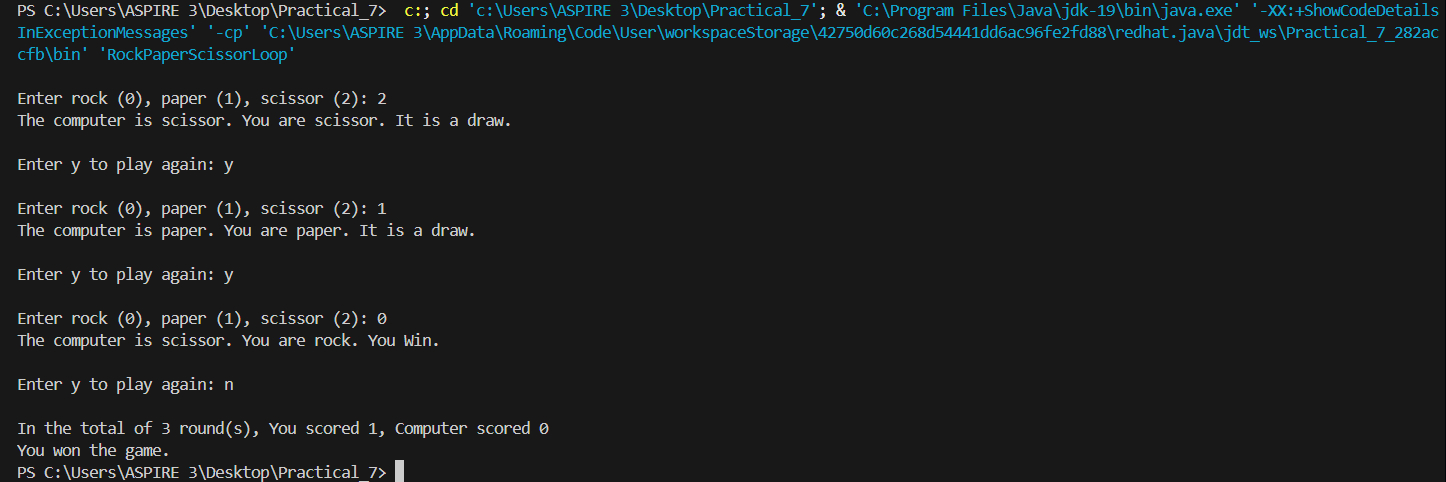 PS C:\Users\ASPIRE 3\Desktop\Practical_7>  c:; cd 'c:\Users\ASPIRE 3\Desktop\Practical_7'; & 'C:\Program Files\Java\jdk-19\bin\java.exe' '-XX:+ShowCodeDetails
InExceptionMessages' '-cp' 'C:\Users\ASPIRE 3\AppData\Roaming\Code\User\workspaceStorage\42750d60c268d54441dd6ac96fe2fd88\redhat.java\jdt_ws\Practical_7_282ac
cfb\bin' 'RockPaperScissorLoop'
Enter rock (0), paper (1), scissor (2): 2
The computer is scissor. You are scissor. It is a draw.
Enter y to play again: y
Enter rock (0), paper (1), scissor (2): 1
The computer is paper. You are paper. It is a draw.
Enter y to play again: y
Enter rock (0), paper (1), scissor (2): 0
The computer is scissor. You are rock. You Win.
Enter y to play again: n
In the total of 3 round(s), You scored 1, Computer scored 0
You won the game.
PS C:\Users\ASPIRE 3\Desktop\Practical_7>